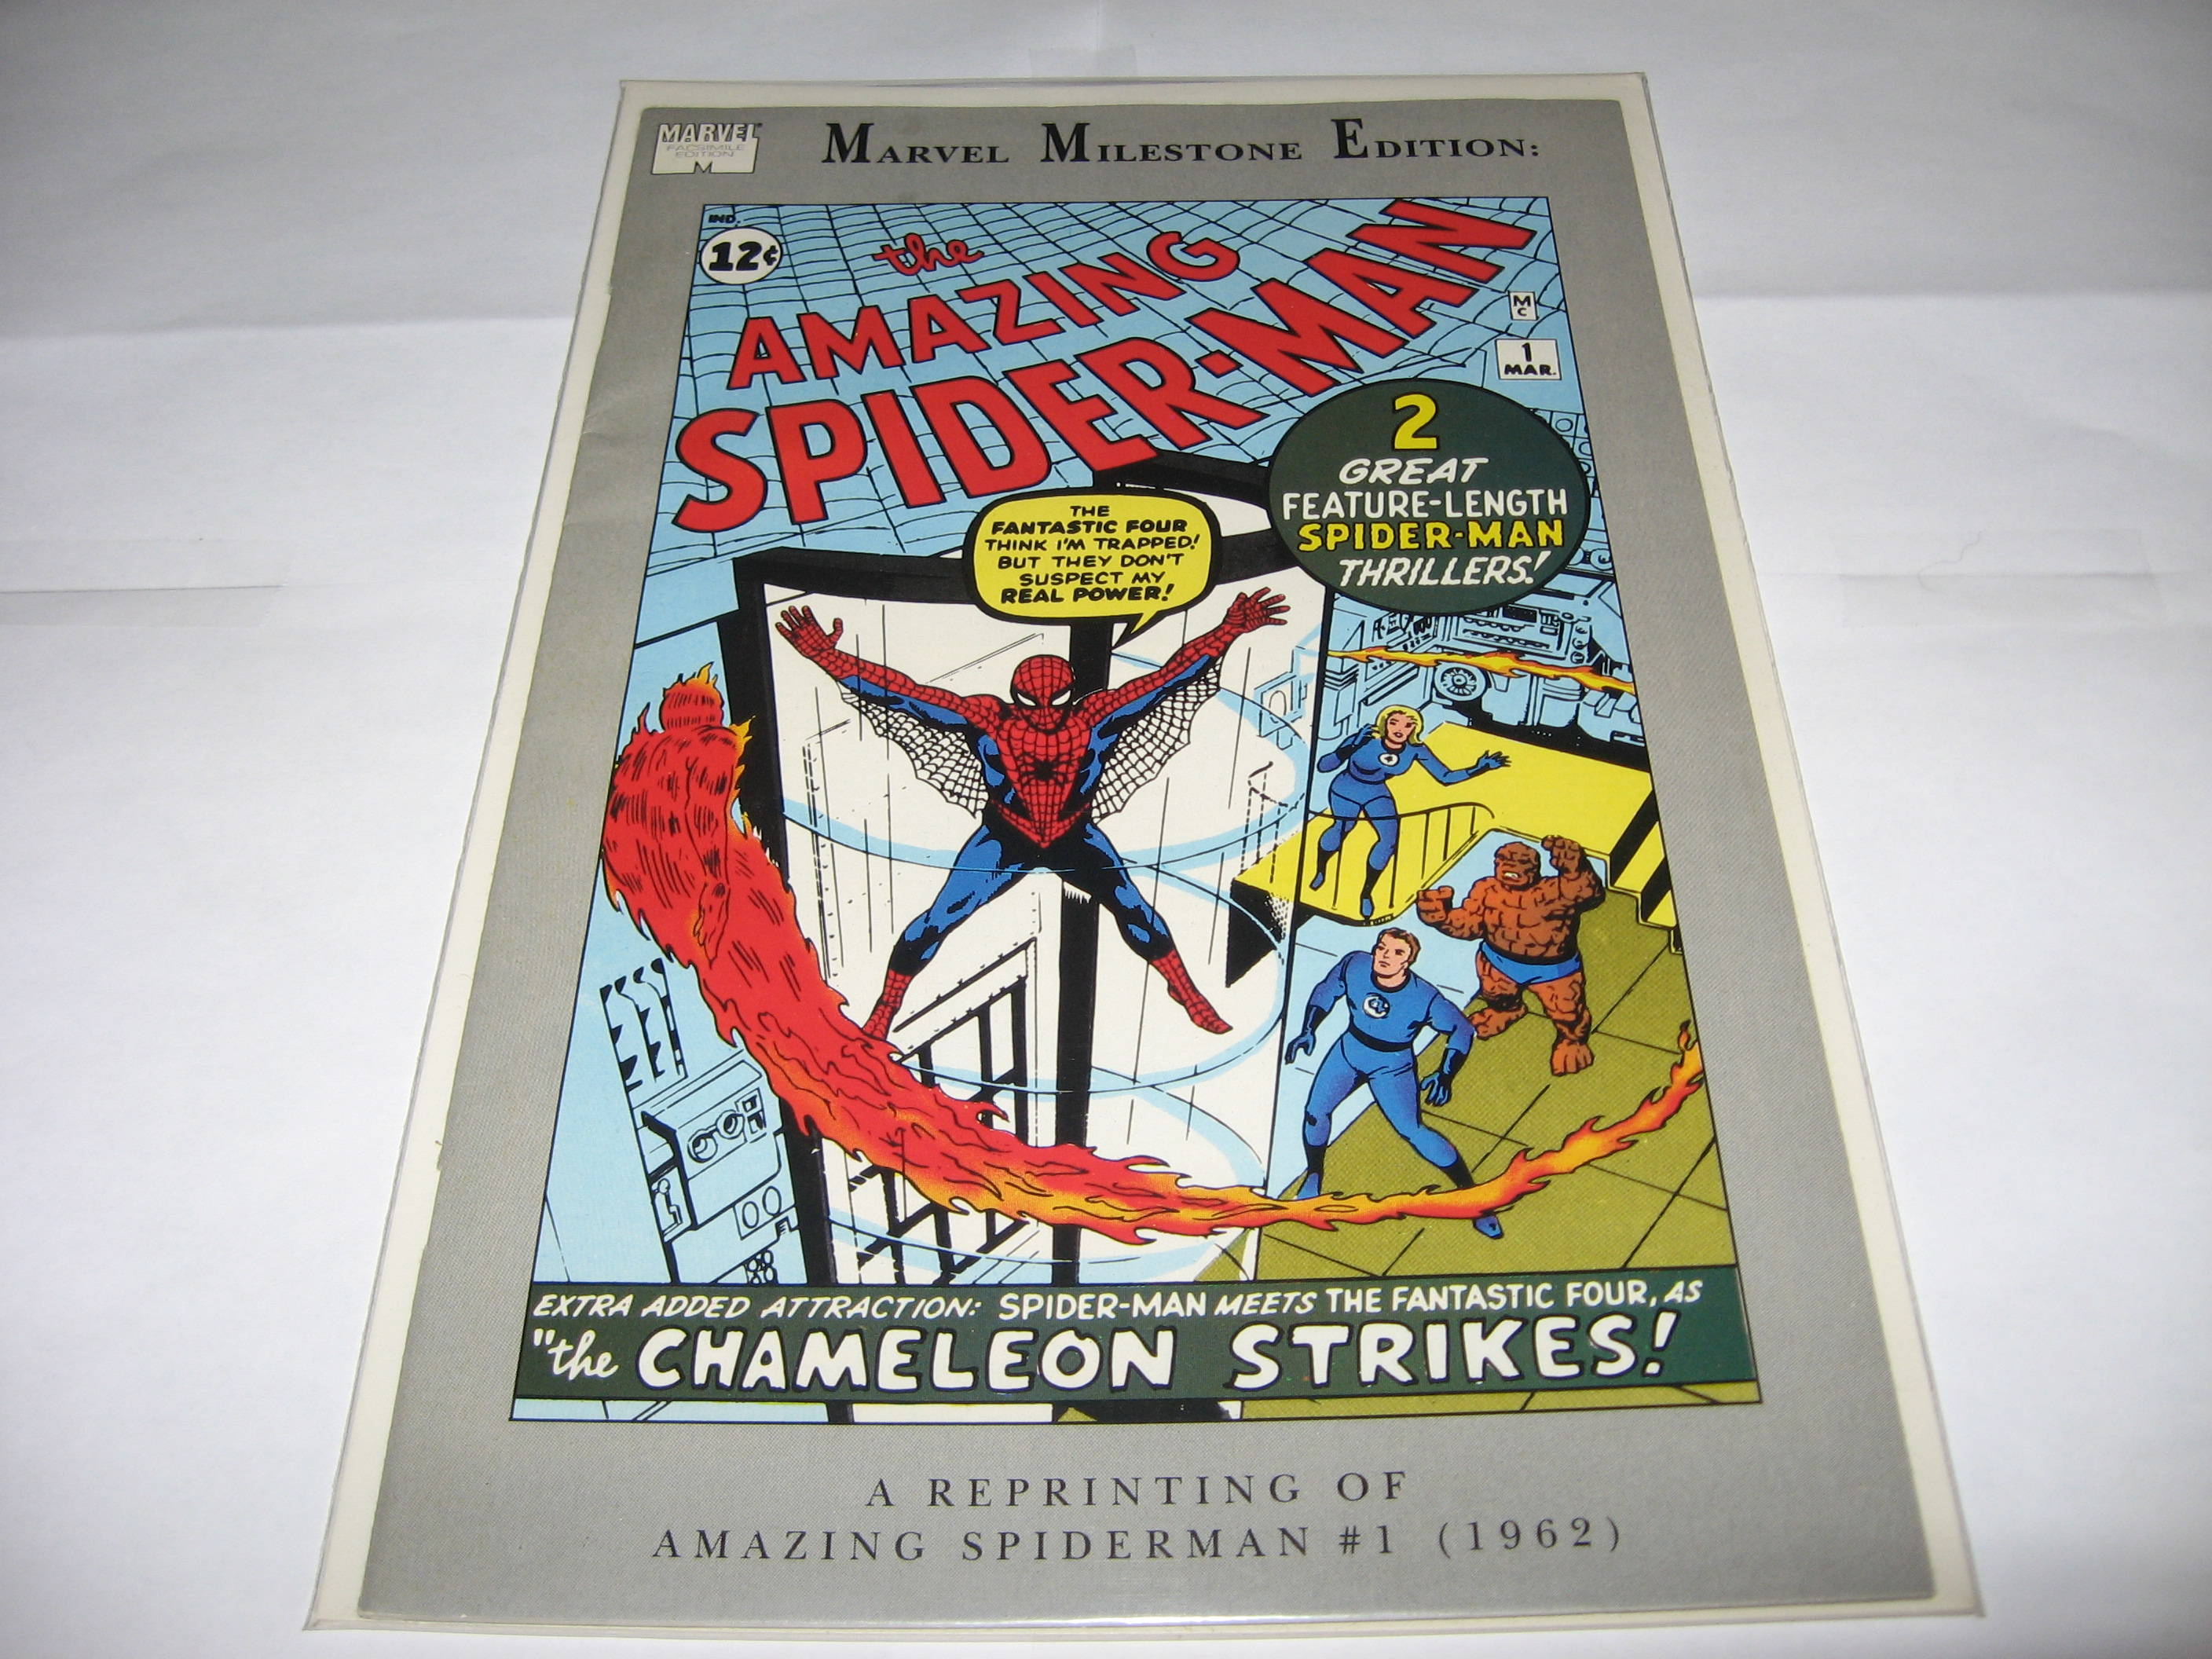 MARVEL
FACSIMILE
EDITION
M
MARVEL MILESTONE EDITION:
IND.
12¢
the
AMAZING
SPIDER-MAN
M
C
1
MAR.
2
GREAT
FEATURE-LENGTH
SPIDER-MAN
THRILLERS!
THE
FANTASTIC FOUR
THINK I'M TRAPPED!
BUT THEY DON'T
SUSPECT MY
REAL POWER!
4
4
EXTRA ADDED ATTRACTION: SPIDER-MAN MEETS THE FANTASTIC FOUR, AS
"the CHAMELEON STRIKES!
A REPRINTING OF
AMAZING SPIDERMAN #1 (1962)